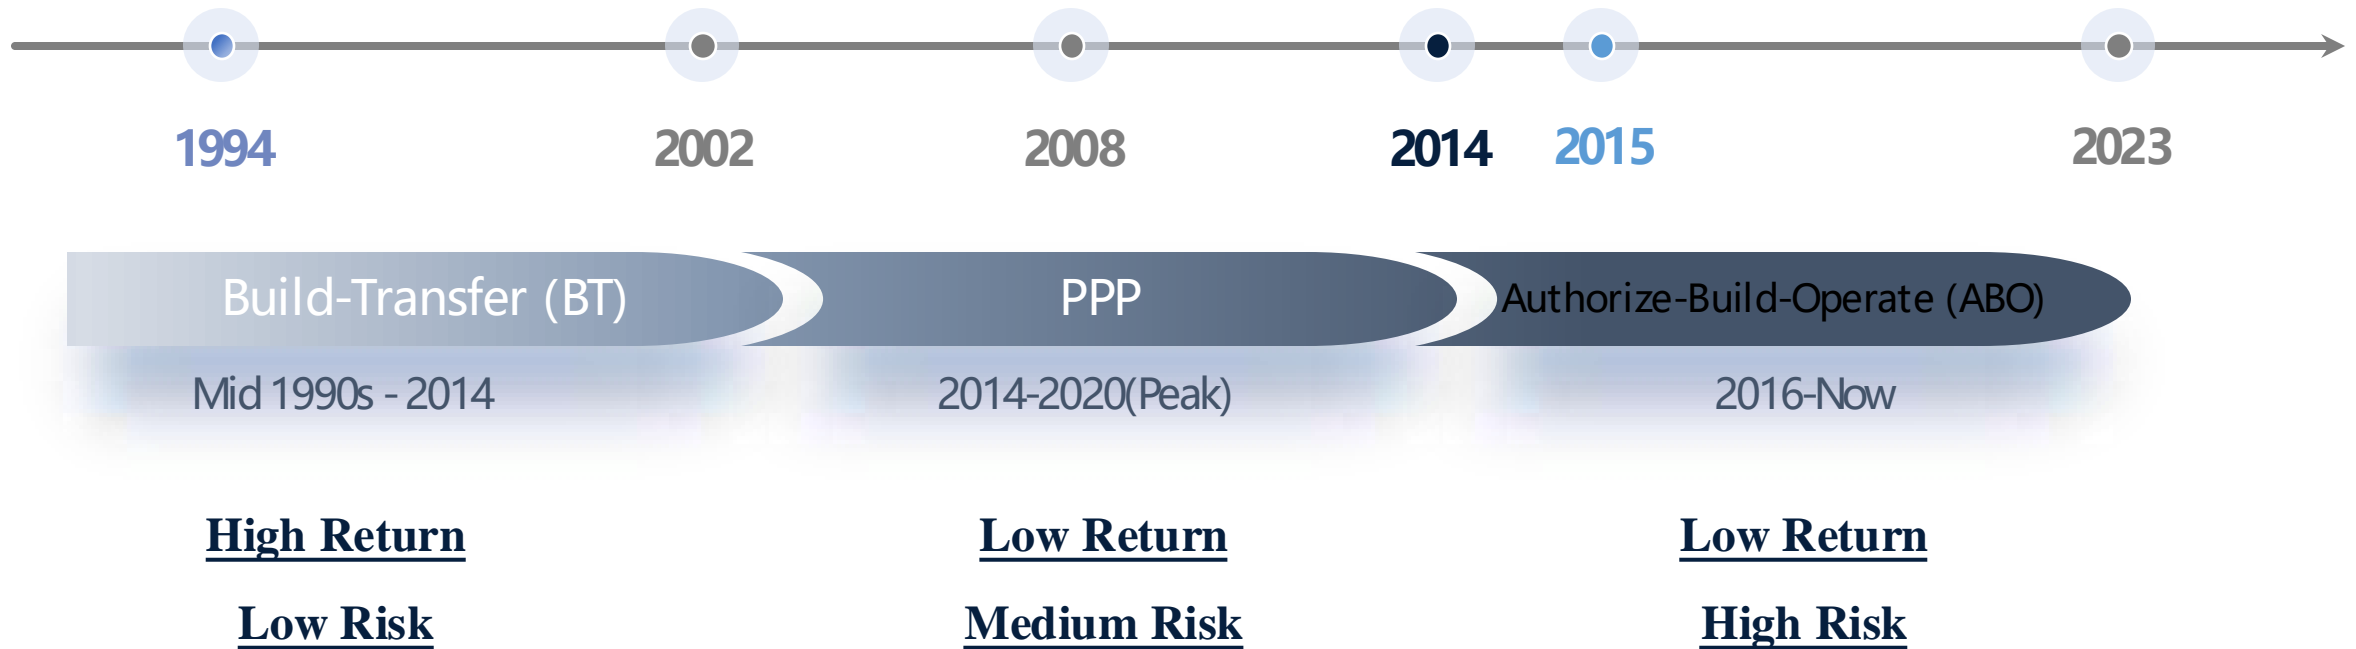 1994 2002 2008 2014 2015 2023
Build-Transfer (BT) PPP Authorize-Build-Operate (ABO)
Mid 1990s - 2014 2014-2020(Peak) 2016-Now
High Return Low Return Low Return
Low Risk Medium Risk High Risk